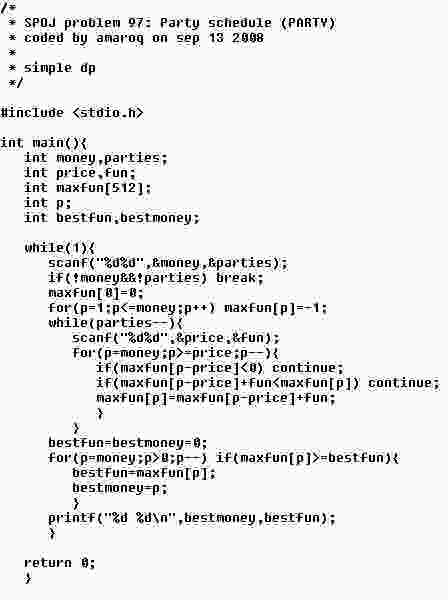 /*
 * SPOJ problem 97: Party schedule (PARTY)
 * coded by amaroq on sep 13 2008
 *
 * simple dp
 */

#include <stdio.h>

int main(){
   int money,parties;
   int price,fun;
   int maxfun[512];
   int p;
   int bestfun,bestmoney;

   while(1){
      scanf("%d%d",&money,&parties);
      if(!money&&!parties) break;
      maxfun[0]=0;
      for(p=1;p<=money;p++) maxfun[p]=-1;
      while(parties--){
         scanf("%d%d",&price,&fun);
         for(p=money;p>=price;p--){
            if(maxfun[p-price]<0) continue;
            if(maxfun[p-price]+fun<maxfun[p]) continue;
            maxfun[p]=maxfun[p-price]+fun;
            }
         }
      bestfun=bestmoney=0;
      for(p=money;p>0;p--) if(maxfun[p]>=bestfun){
         bestfun=maxfun[p];
         bestmoney=p;
         }
      printf("%d %d\n",bestmoney,bestfun);
      }

   return 0;
   }